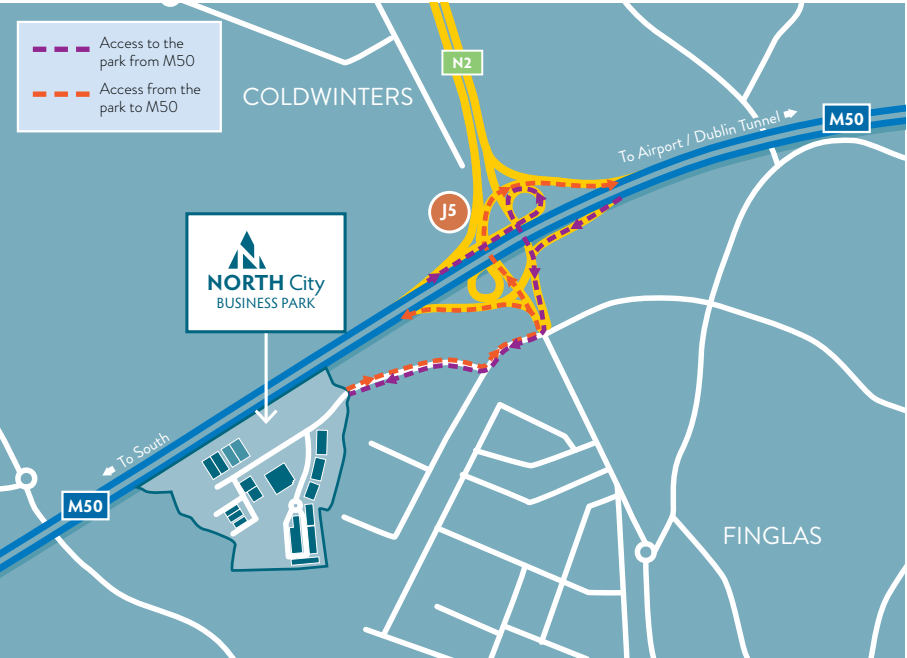 Access to the
park from M50
Access from the
park to M50
N2
COLDWINTERS
To Airport / Dublin Tunnel
M50
J5
NORTH City
BUSINESS PARK
To South
M50
FINGLAS